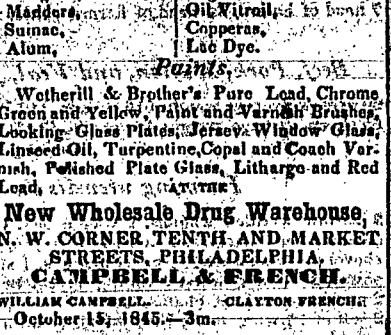 Madders, Oil Vitroil,
Sumac, Copperas,
Alum, Lac Dye.
Paints.
Wetherill & Brother's Pure Lead, Chrome
Green and Yellow, Paint and Varnish Brushes,
Looking-Glass Plates, Jersey Window Glass,
Linseed Oil, Turpentine, Copal and Coach Var-
nish, Polished Plate Glass, Litharge and Red
Lead, AT THE
New Wholesale Drug Warehouse,
N. W. CORNER TENTH AND MARKET
STREETS, PHILADELPHIA,
CAMPBELL & FRENCH.
WILLIAM CAMPBELL. CLAYTON FRENCH.
October 15, 1845.—3m.